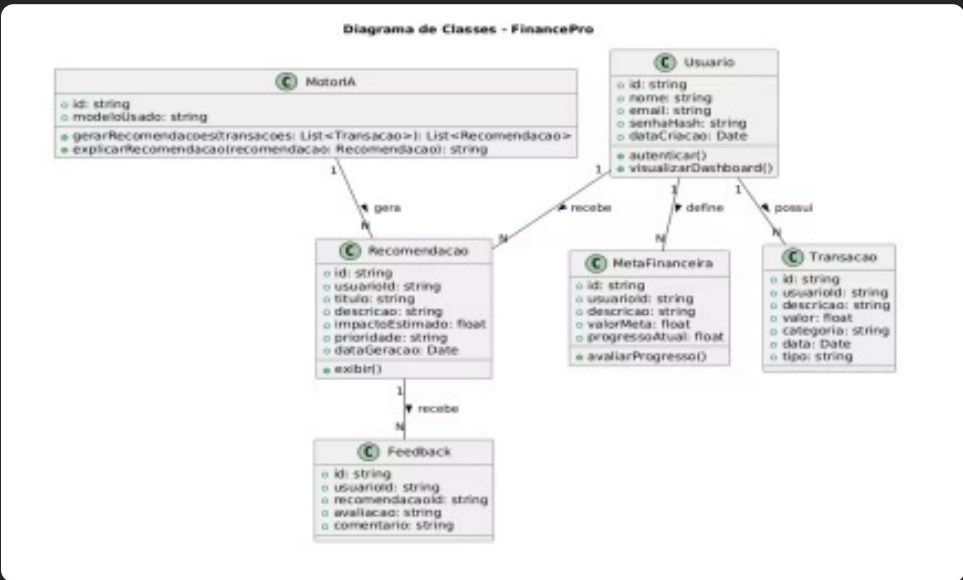 Diagrama de Classes - FinancePro
C MotorIA
id: string
modeloUsado: string
gerarRecomendacoes(transacoes: List<Transacao>): List<Recomendacao>
explicarRecomendacao(recomendacao: Recomendacao): string
C Usuario
id: string
nome: string
email: string
senhaHash: string
dataCriacao: Date
autenticar()
visualizarDashboard()
1
gera
N
1
recebe
N
1
define
N
1
possui
N
C Recomendacao
id: string
usuarioId: string
titulo: string
descricao: string
impactoEstimado: float
prioridade: string
dataGeracao: Date
exibir()
C MetaFinanceira
id: string
usuarioId: string
descricao: string
valorMeta: float
progressoAtual: float
avaliarProgresso()
C Transacao
id: string
usuarioId: string
descricao: string
valor: float
categoria: string
data: Date
tipo: string
1
recebe
N
C Feedback
id: string
usuarioId: string
recomendacaoId: string
avaliacao: string
comentario: string